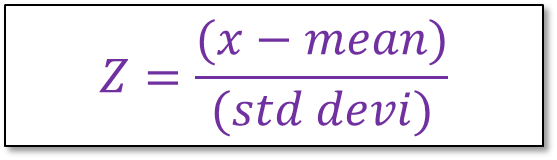 Z = (x − mean) / (std devi)